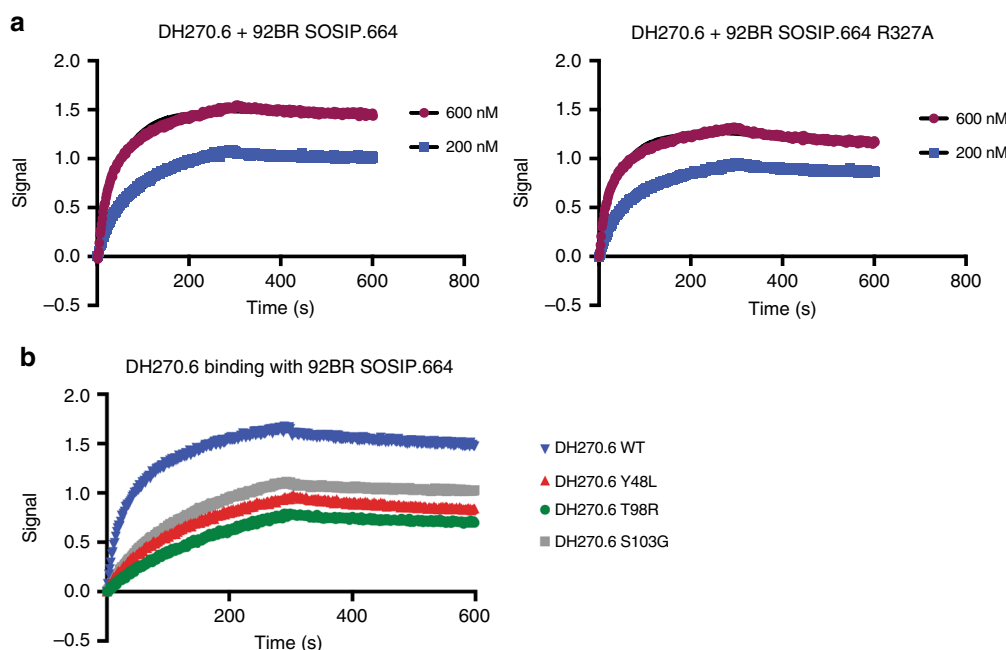 a
DH270.6 + 92BR SOSIP.664
2.0
1.5
1.0
0.5
0.0
–0.5
Signal
200
400
600
800
Time (s)
600 nM
200 nM
DH270.6 + 92BR SOSIP.664 R327A
2.0
1.5
1.0
0.5
0.0
–0.5
Signal
200
400
600
800
Time (s)
600 nM
200 nM
b
DH270.6 binding with 92BR SOSIP.664
2.0
1.5
1.0
0.5
0.0
–0.5
Signal
200
400
600
Time (s)
DH270.6 WT
DH270.6 Y48L
DH270.6 T98R
DH270.6 S103G